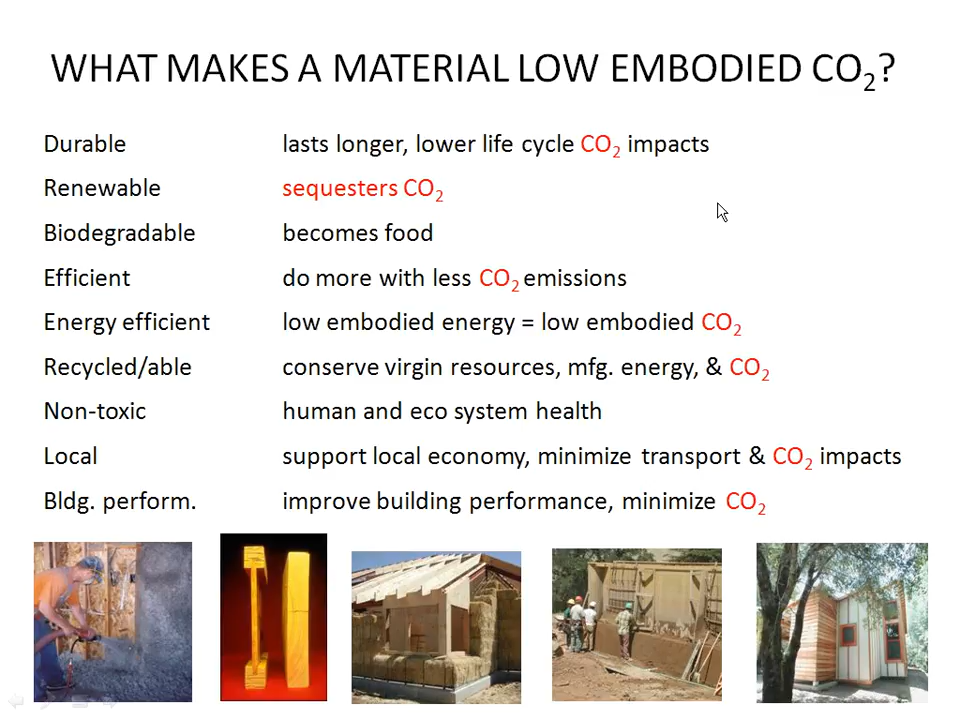 WHAT MAKES A MATERIAL LOW EMBODIED CO₂?
Durable lasts longer, lower life cycle CO₂ impacts
Renewable sequesters CO₂
Biodegradable becomes food
Efficient do more with less CO₂ emissions
Energy efficient low embodied energy = low embodied CO₂
Recycled/able conserve virgin resources, mfg. energy, & CO₂
Non-toxic human and eco system health
Local support local economy, minimize transport & CO₂ impacts
Bldg. perform. improve building performance, minimize CO₂